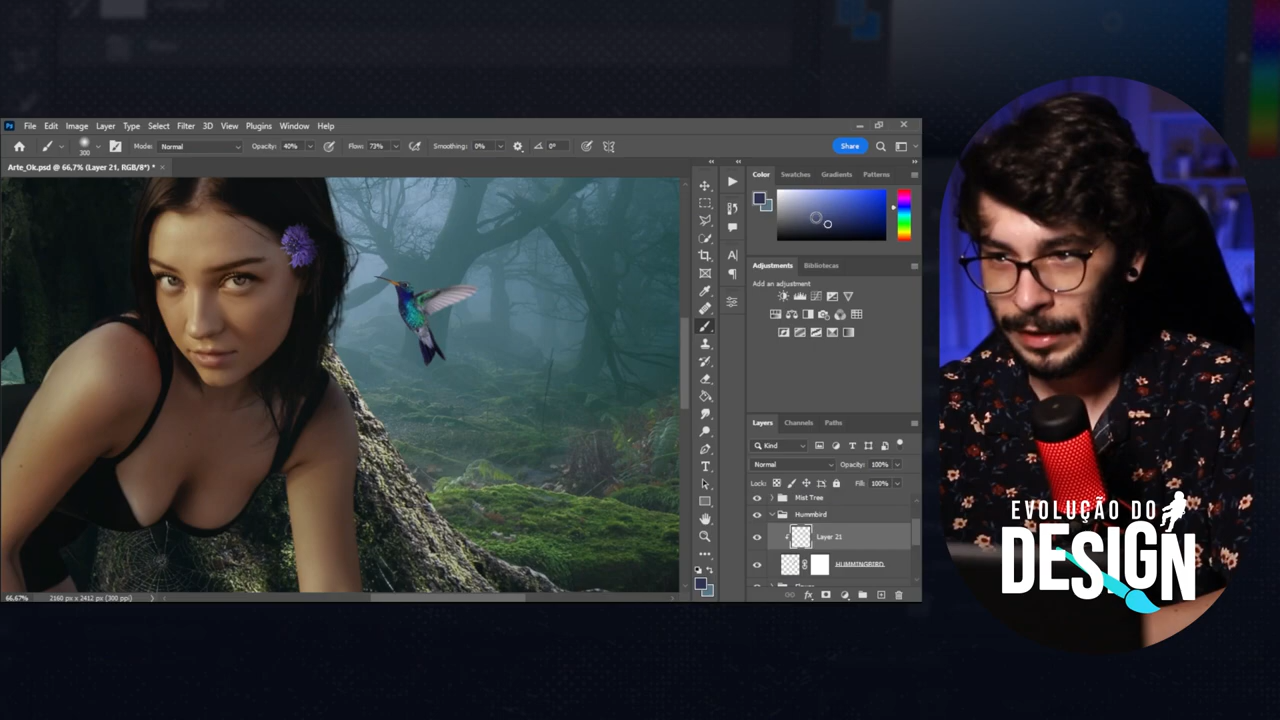 Ps File Edit Image Layer Type Select Filter 3D View Plugins Window Help
300 Mode: Normal Opacity: 40% Flow: 73% Smoothing: 0% 0° Share
Arte_Ok.psd @ 66,7% (Layer 21, RGB/8*) * ×
Color Swatches Gradients Patterns
Adjustments Bibliotecas
Add an adjustment
Layers Channels Paths
Kind
Normal Opacity: 100%
Lock: Fill: 100%
Mist Tree
Hummbird
Layer 21
HUMMINGBIRD
66,67% 2160 px x 2412 px (300 ppi)
EVOLUÇÃO DO
DESIGN